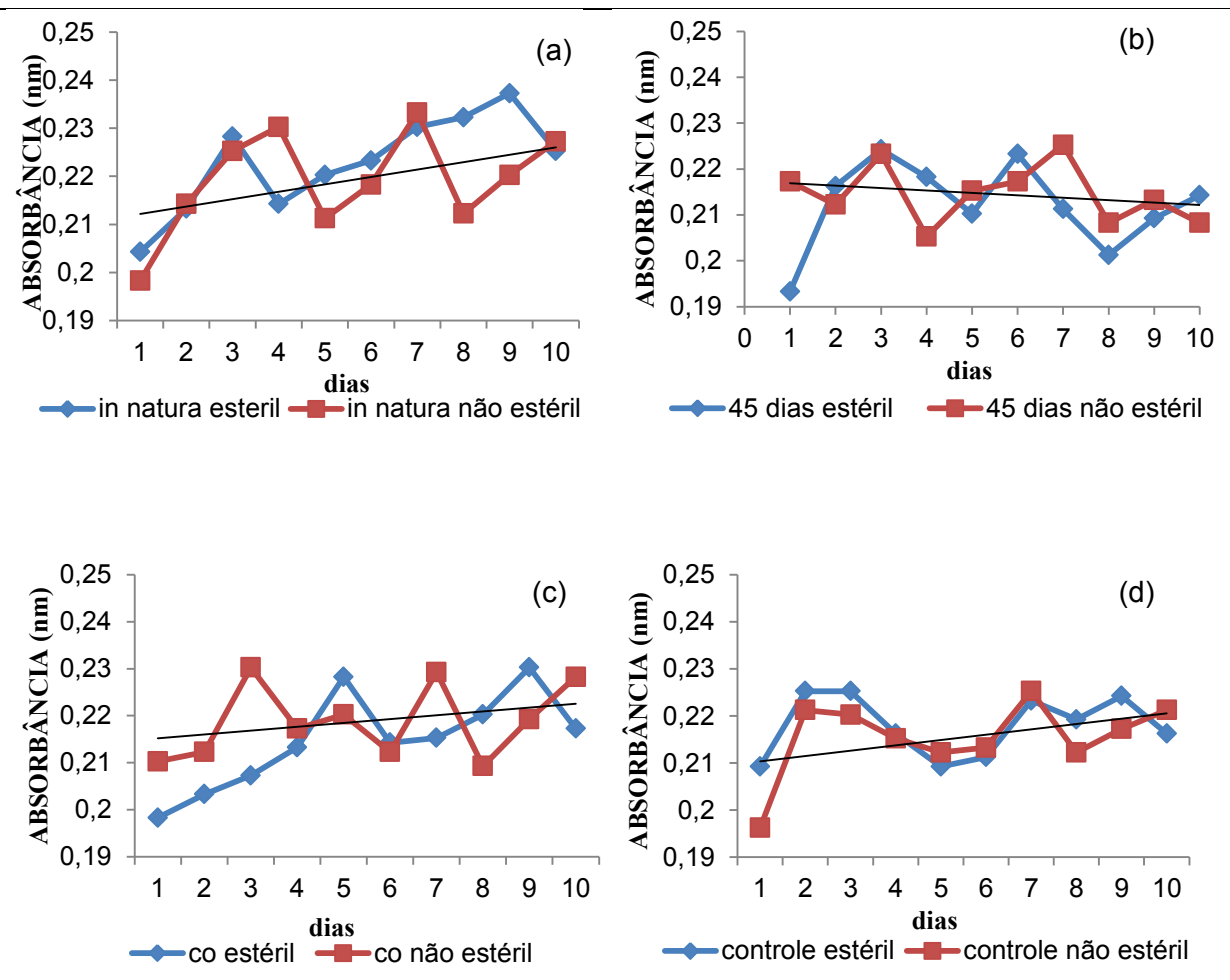 (a)
ABSORBÂNCIA (nm)
0,25
0,24
0,23
0,22
0,21
0,2
0,19
1 2 3 4 5 6 7 8 9 10
dias
in natura esteril in natura não estéril
(b)
ABSORBÂNCIA (nm)
0,25
0,24
0,23
0,22
0,21
0,2
0,19
0 1 2 3 4 5 6 7 8 9 10
dias
45 dias estéril 45 dias não estéril
(c)
ABSORBÂNCIA (nm)
0,25
0,24
0,23
0,22
0,21
0,2
0,19
1 2 3 4 5 6 7 8 9 10
dias
co estéril co não estéril
(d)
ABSORBÂNCIA (nm)
0,25
0,24
0,23
0,22
0,21
0,2
0,19
1 2 3 4 5 6 7 8 9 10
dias
controle estéril controle não estéril